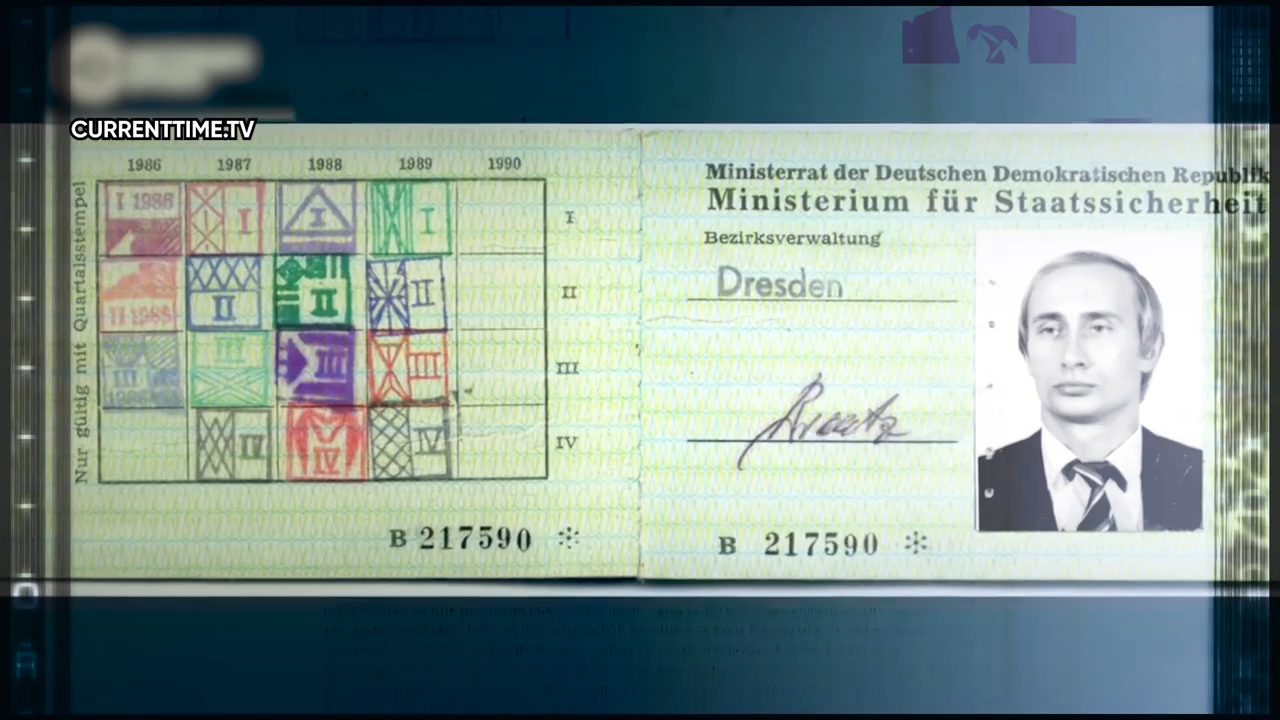 CURRENTTIME.TV
1986 1987 1988 1989 1990
Nur gültig mit Quartalsstempel
I 1986 I I I I
II 1986 II II II II
III III III III III
IV IV IV IV
B 217590
Ministerrat der Deutschen Demokratischen Republik
Ministerium für Staatssicherheit
Bezirksverwaltung
Dresden
B 217590